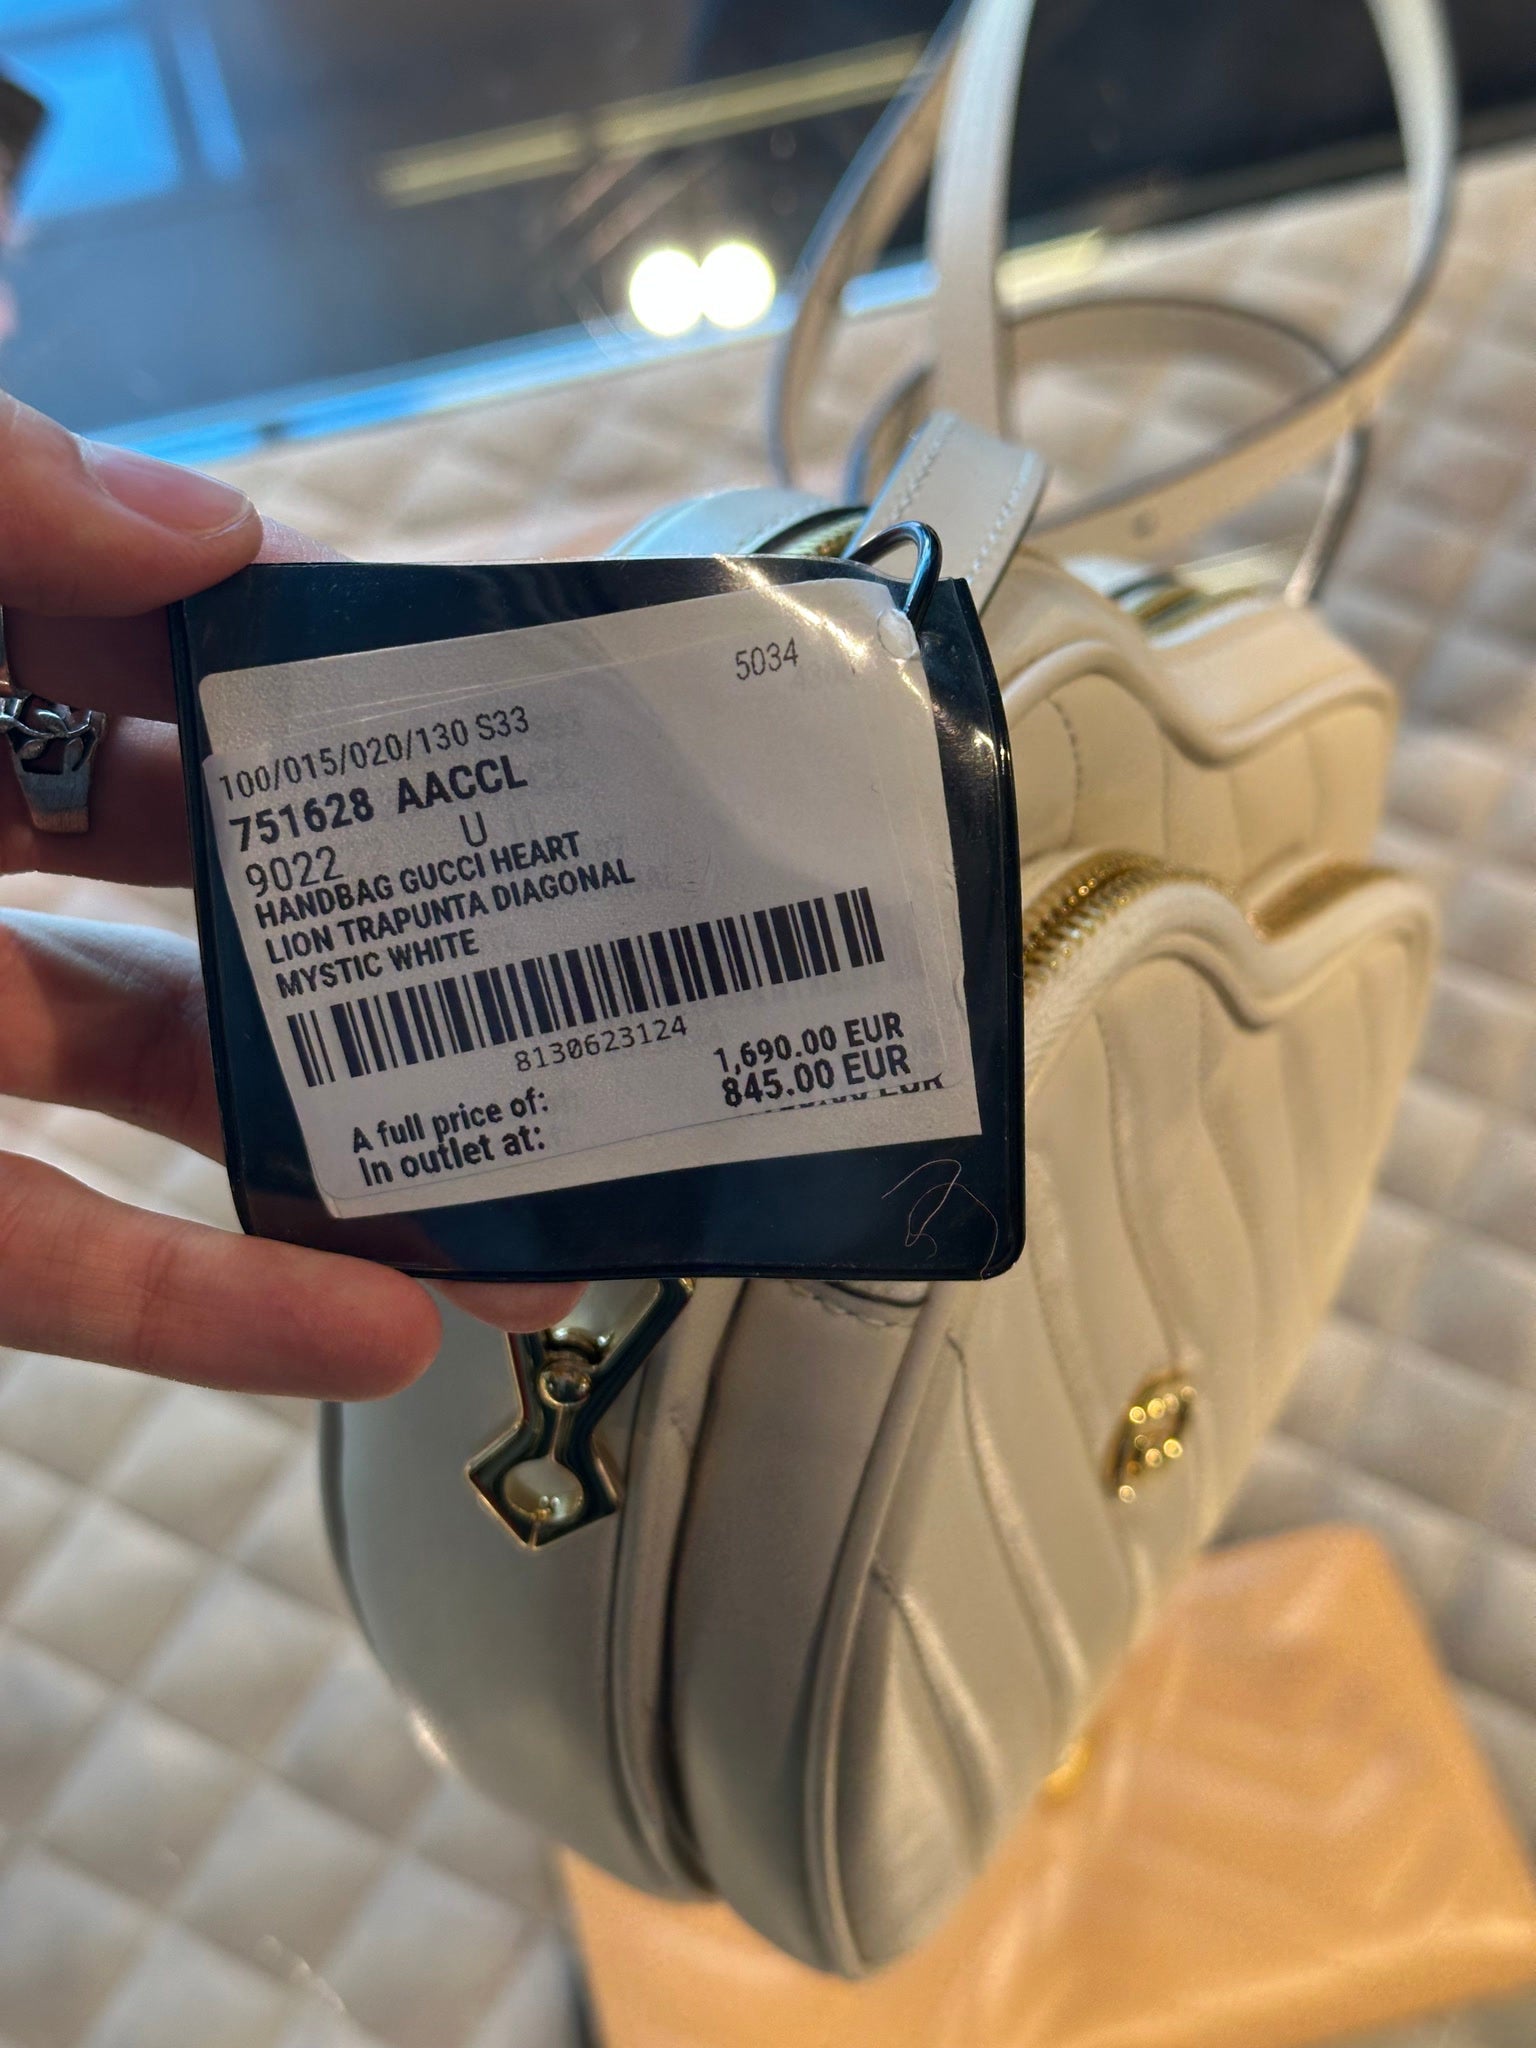 5034
100/015/020/130 S33
751628 AACCL
9022 U
HANDBAG GUCCI HEART
LION TRAPUNTA DIAGONAL
MYSTIC WHITE
8130623124
A full price of: 1,690.00 EUR
In outlet at: 845.00 EUR
EUR